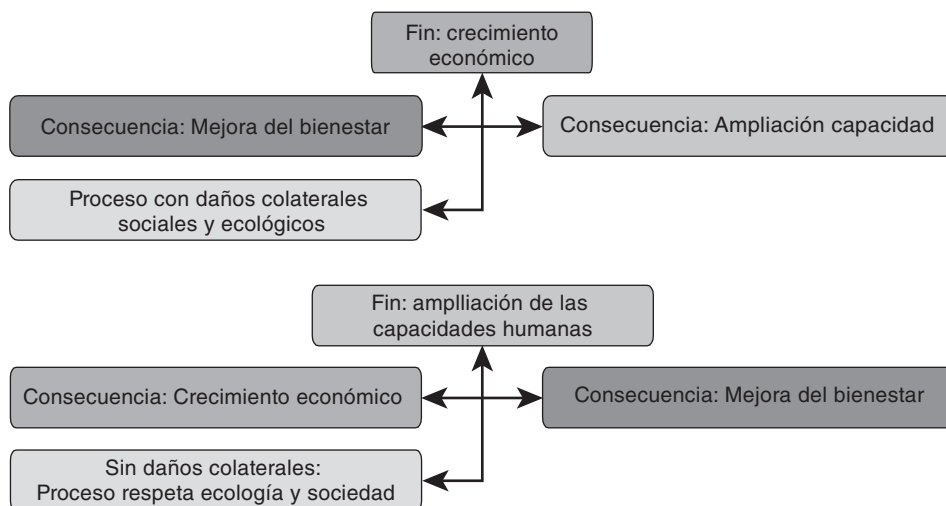 Fin: crecimiento
económico
Consecuencia: Mejora del bienestar
Consecuencia: Ampliación capacidad
Proceso con daños colaterales
sociales y ecológicos
Fin: amplliación de las
capacidades humanas
Consecuencia: Crecimiento económico
Consecuencia: Mejora del bienestar
Sin daños colaterales:
Proceso respeta ecología y sociedad